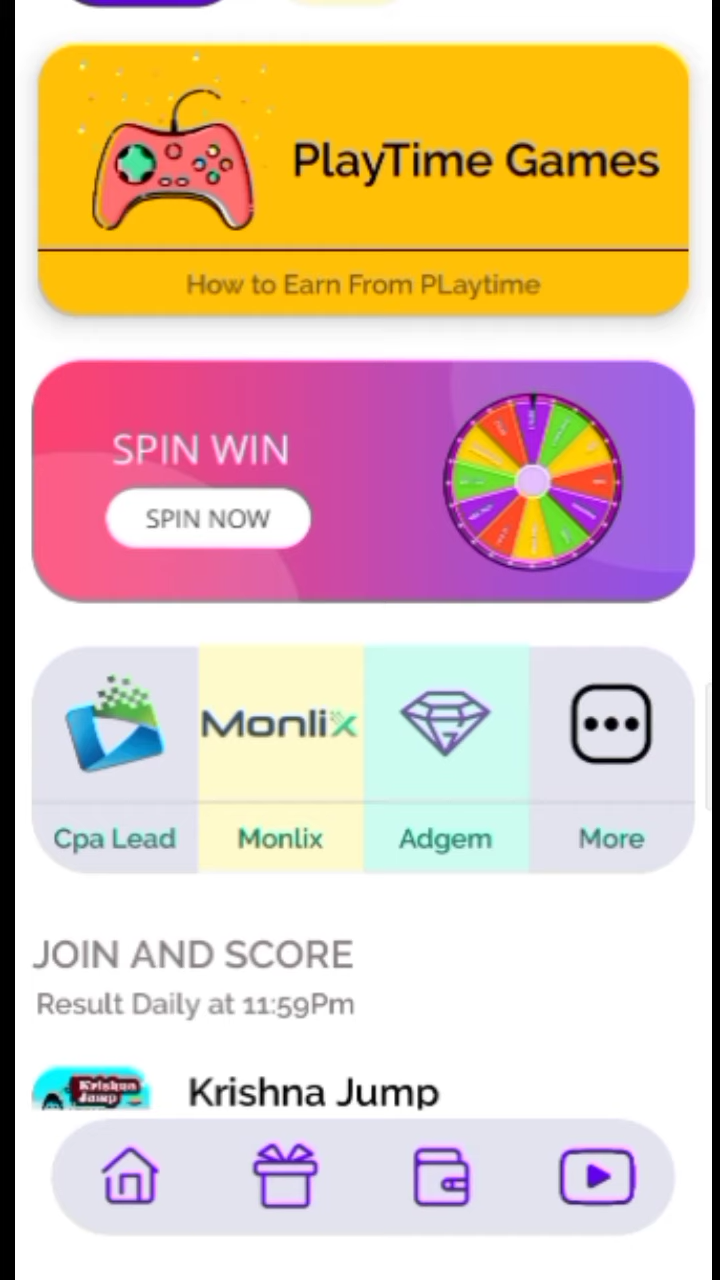 PlayTime Games
How to Earn From PLaytime
SPIN WIN
SPIN NOW
Monlix
Cpa Lead
Monlix
Adgem
More
JOIN AND SCORE
Result Daily at 11:59Pm
Krishna
Jump
Krishna Jump